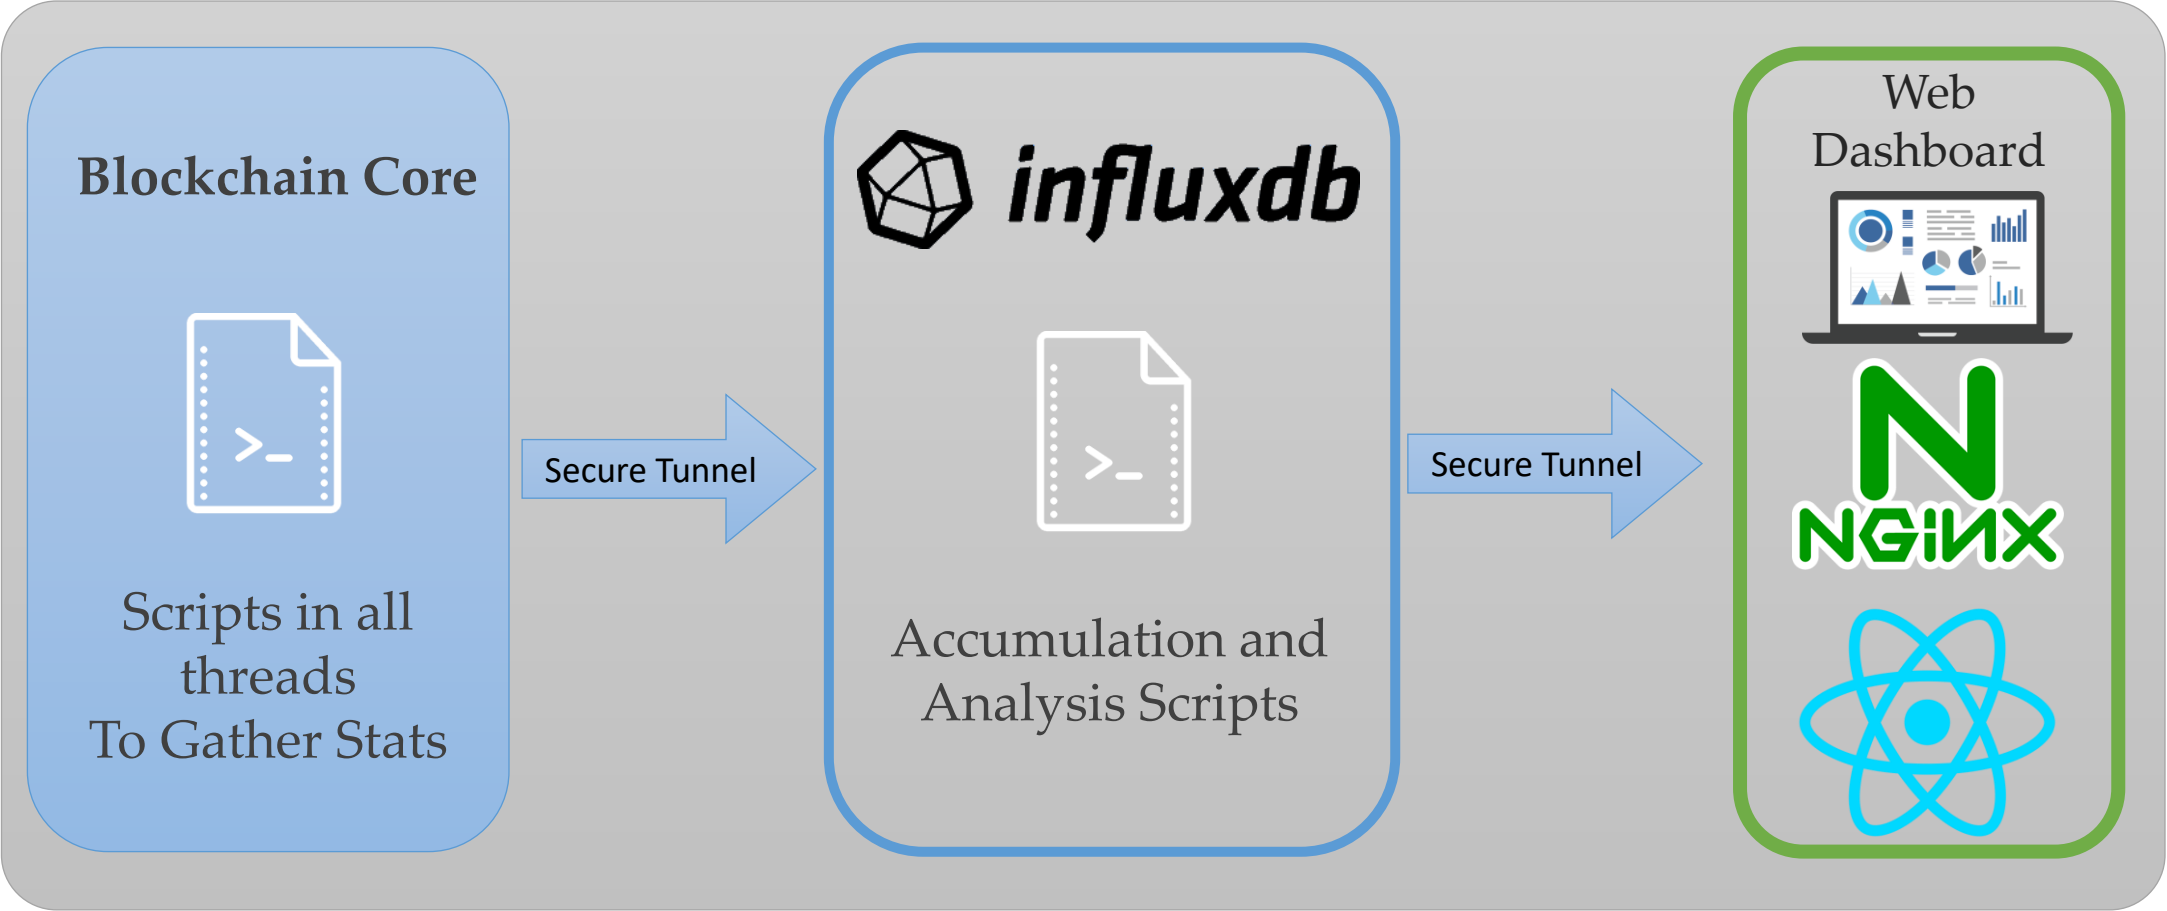 Blockchain Core
>_
Scripts in all
threads
To Gather Stats
Secure Tunnel
influxdb
>_
Accumulation and
Analysis Scripts
Secure Tunnel
Web
Dashboard
N
NGiNX